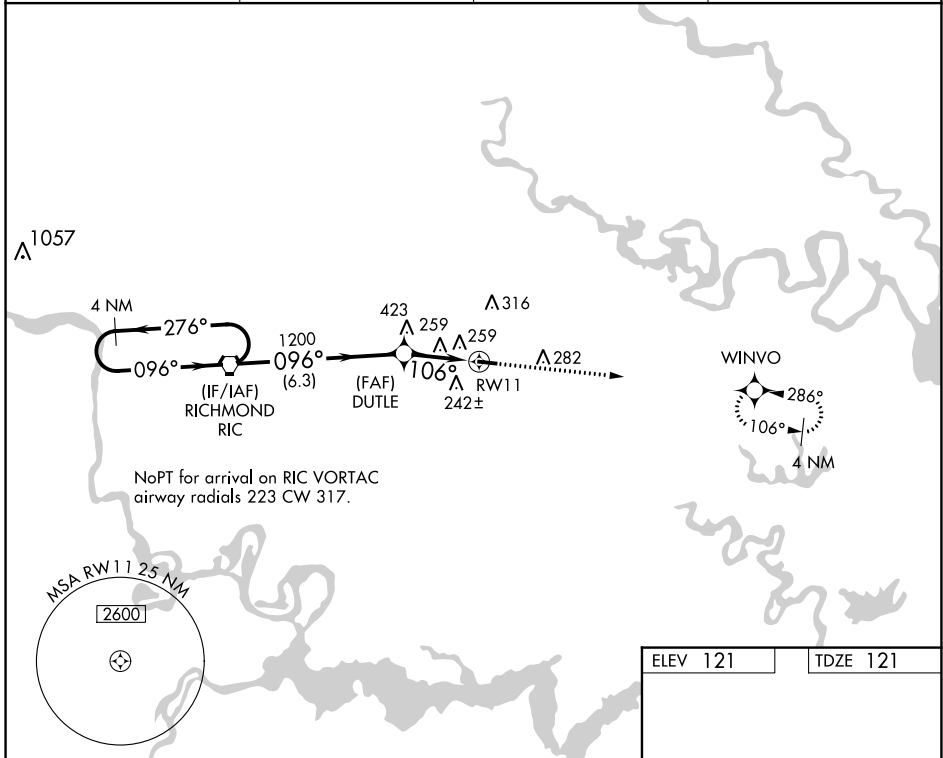 1057
4 NM
276°
096°
(IF/IAF)
RICHMOND
RIC
1200
096°
(6.3)
423
259
259
316
(FAF)
DUTLE
106°
RW11
242±
282
WINVO
286°
106°
4 NM
NoPT for arrival on RIC VORTAC
airway radials 223 CW 317.
MSA RW11 25 NM
2600
ELEV 121
TDZE 121